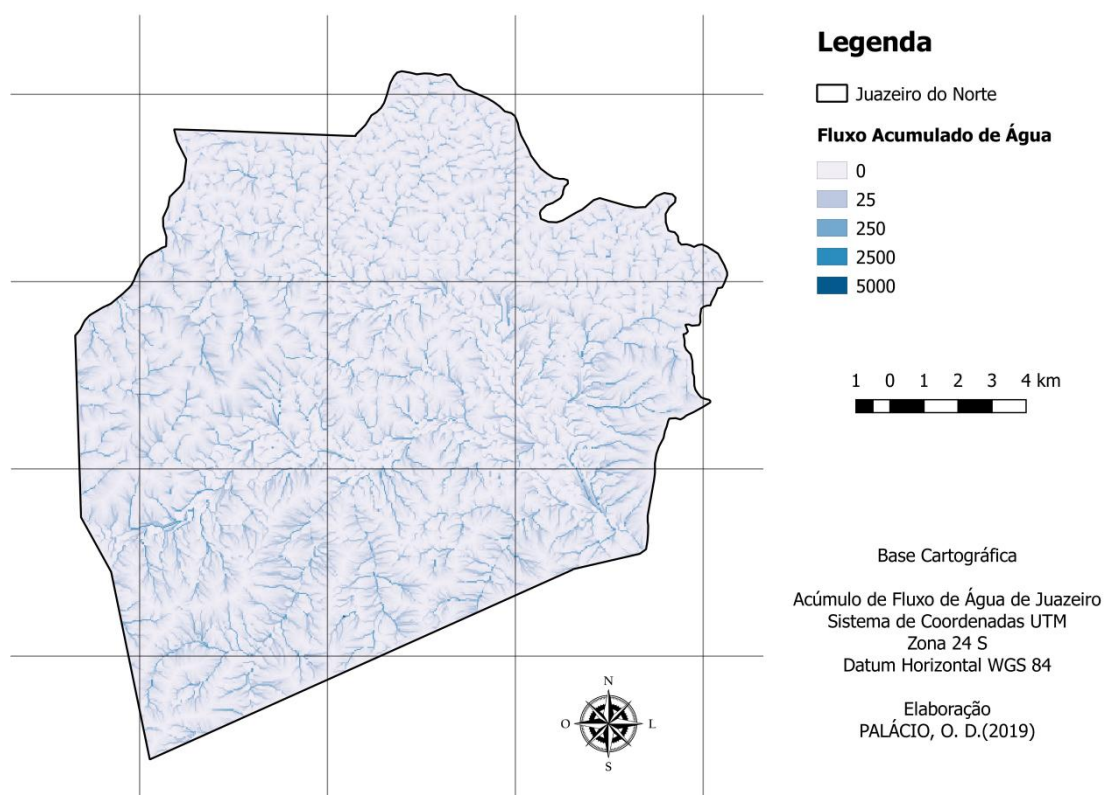 Legenda
Juazeiro do Norte
Fluxo Acumulado de Água
0
25
250
2500
5000
1 0 1 2 3 4 km
Base Cartográfica
Acúmulo de Fluxo de Água de Juazeiro
Sistema de Coordenadas UTM
Zona 24 S
Datum Horizontal WGS 84
Elaboração
PALÁCIO, O. D.(2019)
N
O L
S